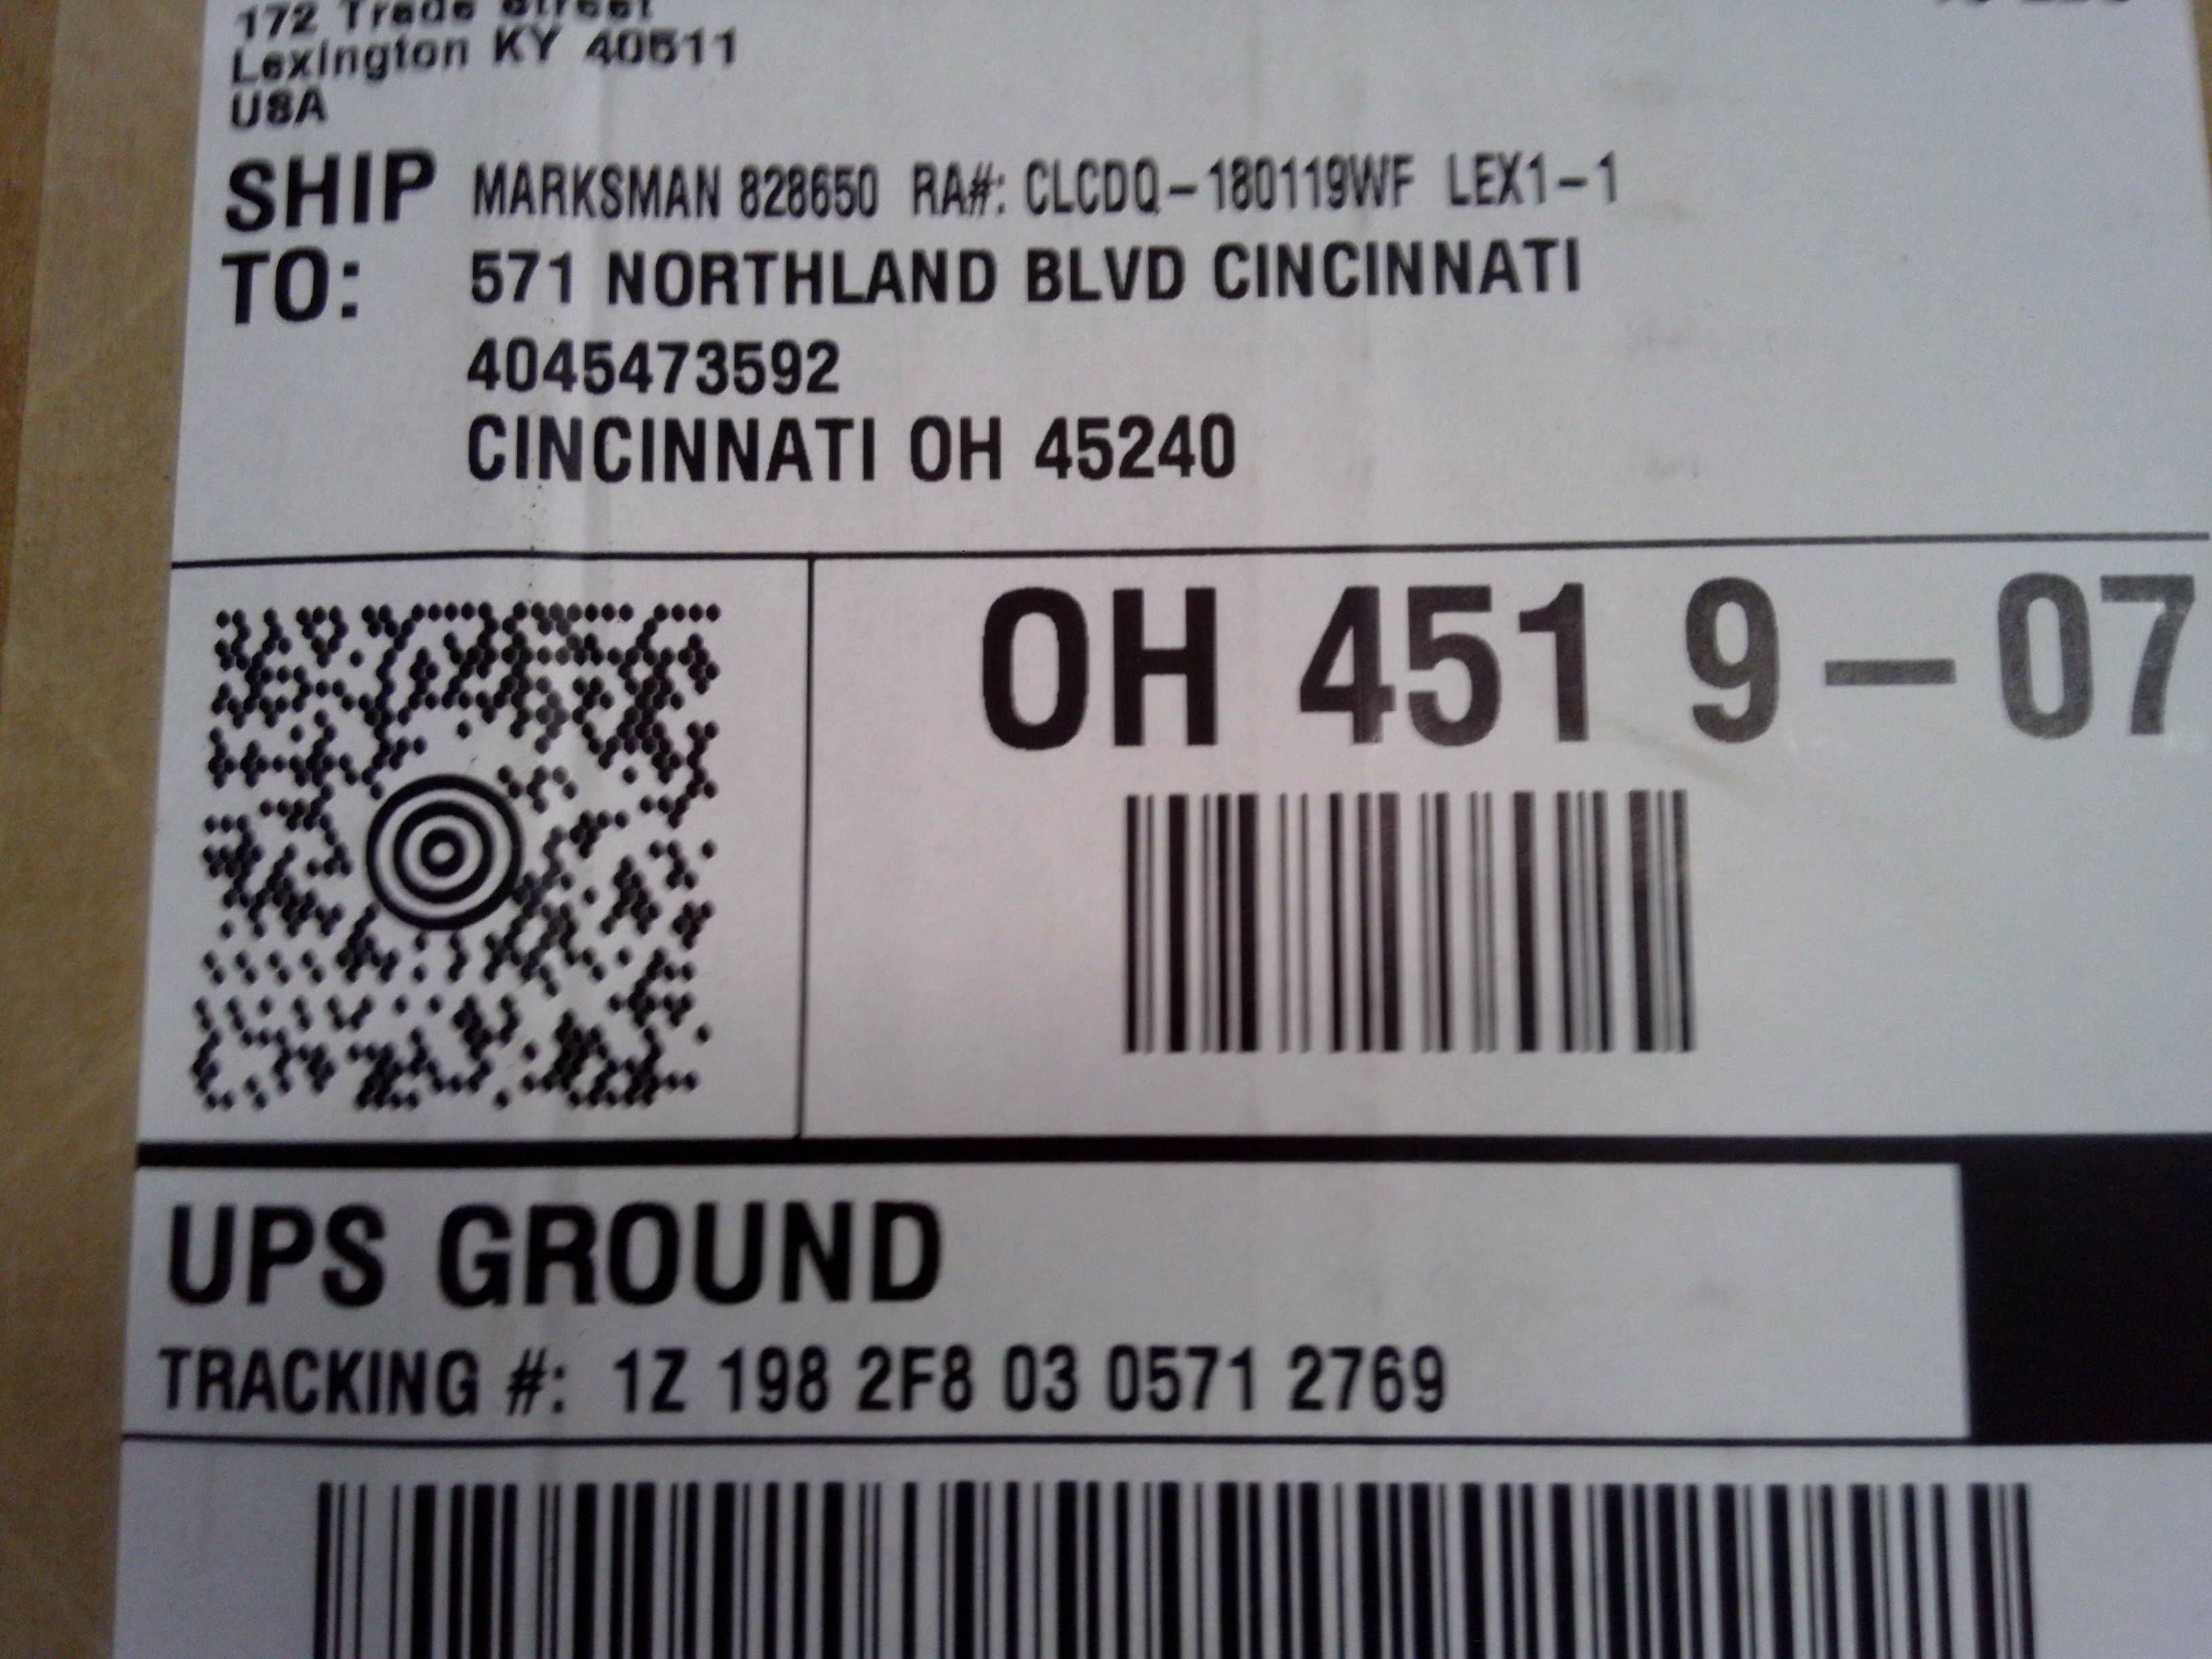 172 Trade Street
Lexington KY 40511
USA
SHIP TO: MARKSMAN 828650 RA#: CLCDQ-180119WF LEX1-1
571 NORTHLAND BLVD CINCINNATI
4045473592
CINCINNATI OH 45240
OH 451 9-07
UPS GROUND
TRACKING #: 1Z 198 2F8 03 0571 2769